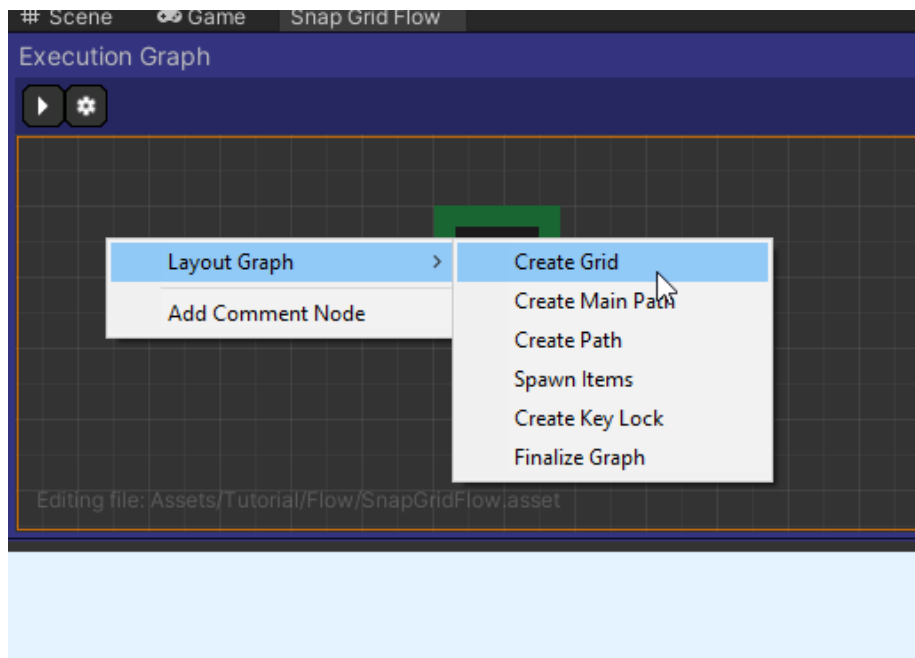 # Scene Game Snap Grid Flow
Execution Graph
Layout Graph >
Add Comment Node
Create Grid
Create Main Path
Create Path
Spawn Items
Create Key Lock
Finalize Graph
Editing file: Assets/Tutorial/Flow/SnapGridFlow.asset